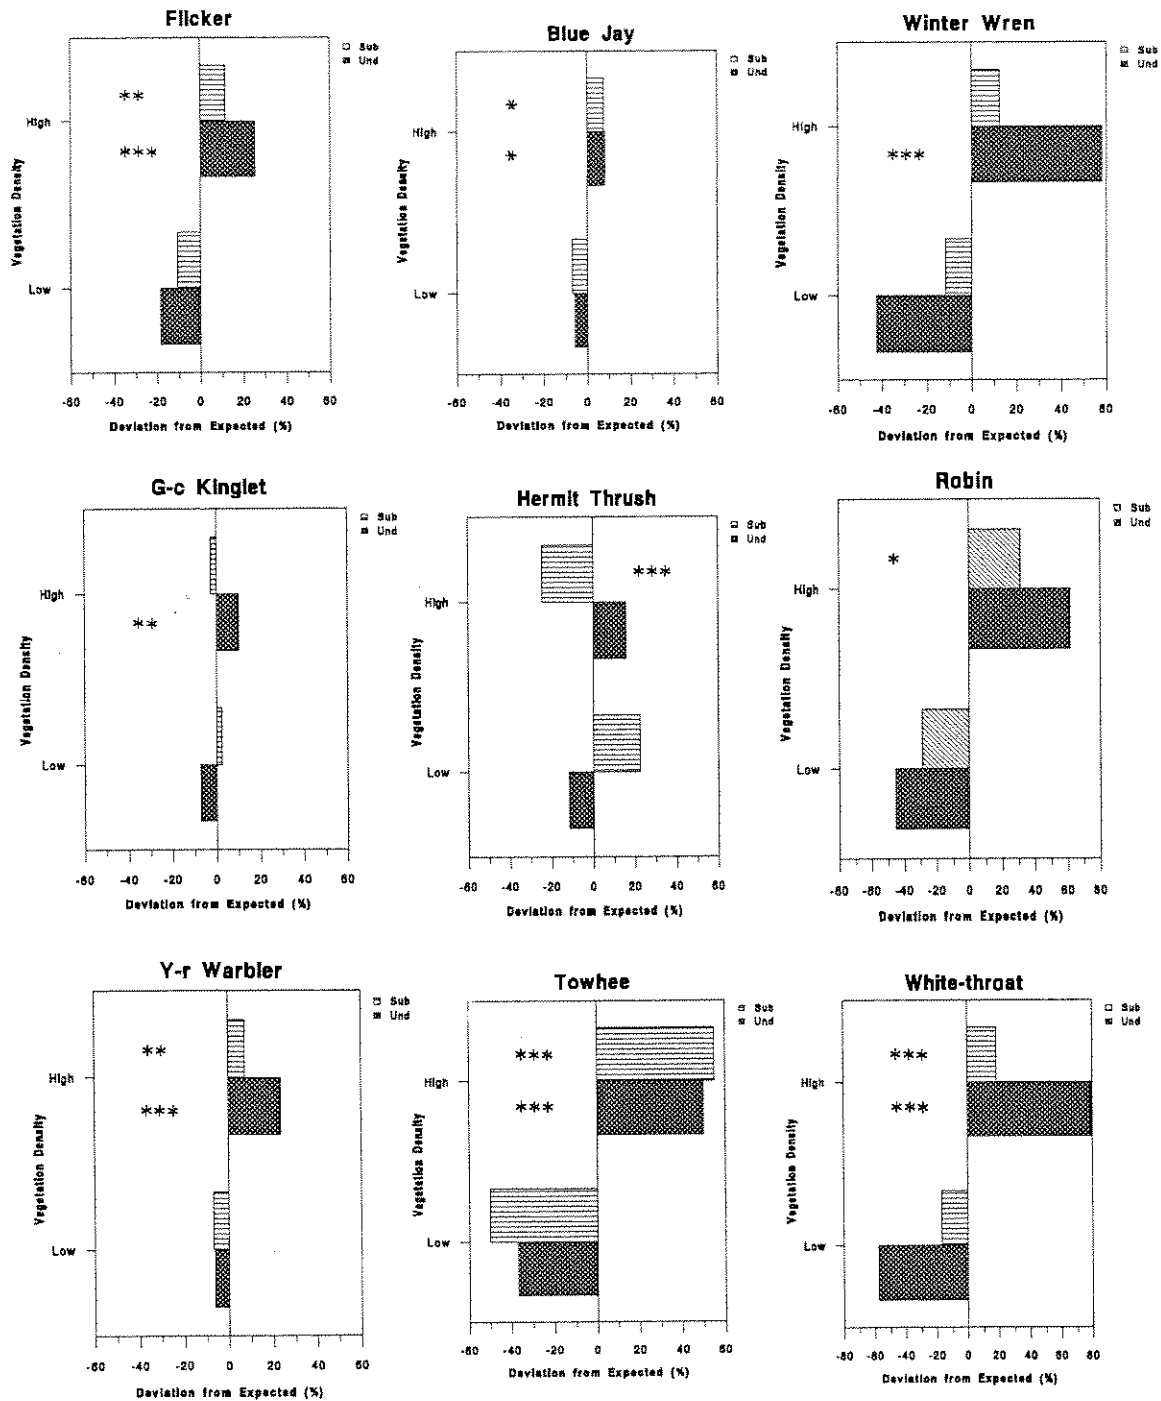 Flicker
Sub
Und
**
High
***
Vegetation Density
Low
-60 -40 -20 0 20 40 60
Deviation from Expected (%)
Blue Jay
Sub
Und
*
High
*
Vegetation Density
Low
-60 -40 -20 0 20 40 60
Deviation from Expected (%)
Winter Wren
Sub
Und
High
***
Vegetation Density
Low
-60 -40 -20 0 20 40 60
Deviation from Expected (%)
G-c Kinglet
Sub
Und
High
**
Vegetation Density
Low
-60 -40 -20 0 20 40 60
Deviation from Expected (%)
Hermit Thrush
Sub
Und
***
High
Vegetation Density
Low
-60 -40 -20 0 20 40 60
Deviation from Expected (%)
Robin
Sub
Und
*
High
Vegetation Density
Low
-80 -60 -40 -20 0 20 40 60 80
Deviation from Expected (%)
Y-r Warbler
Sub
Und
**
High
***
Vegetation Density
Low
-60 -40 -20 0 20 40 60
Deviation from Expected (%)
Towhee
Sub
Und
***
High
***
Vegetation Density
Low
-60 -40 -20 0 20 40 60
Deviation from Expected (%)
White-throat
Sub
Und
***
High
***
Vegetation Density
Low
-80 -60 -40 -20 0 20 40 60 80
Deviation from Expected (%)